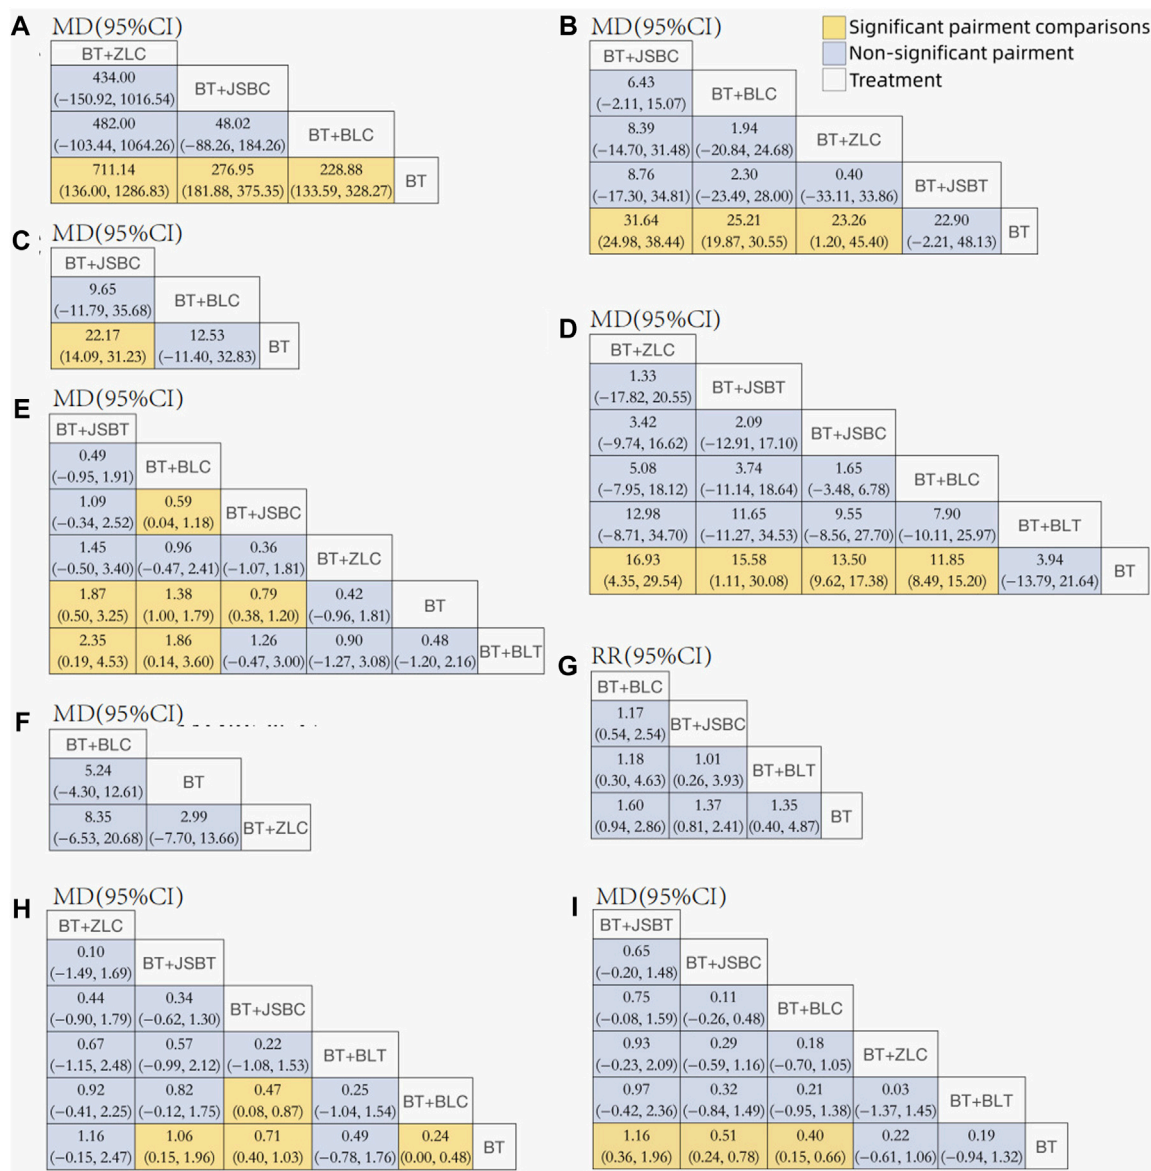 A MD(95%CI)
BT+ZLC
434.00
(−150.92, 1016.54)
BT+JSBC
482.00 48.02
(−103.44, 1064.26) (−88.26, 184.26)
BT+BLC
711.14 276.95 228.88
(136.00, 1286.83) (181.88, 375.35) (133.59, 328.27)
BT
B MD(95%CI)
Significant pairment comparisons
Non-significant pairment
Treatment
BT+JSBC
6.43
(−2.11, 15.07)
BT+BLC
8.39 1.94
(−14.70, 31.48) (−20.84, 24.68)
BT+ZLC
8.76 2.30 0.40
(−17.30, 34.81) (−23.49, 28.00) (−33.11, 33.86)
BT+JSBT
31.64 25.21 23.26 22.90
(24.98, 38.44) (19.87, 30.55) (1.20, 45.40) (−2.21, 48.13)
BT
C MD(95%CI)
BT+JSBC
9.65
(−11.79, 35.68)
BT+BLC
22.17 12.53
(14.09, 31.23) (−11.40, 32.83)
BT
D MD(95%CI)
BT+ZLC
1.33
(−17.82, 20.55)
BT+JSBT
3.42 2.09
(−9.74, 16.62) (−12.91, 17.10)
BT+JSBC
5.08 3.74 1.65
(−7.95, 18.12) (−11.14, 18.64) (−3.48, 6.78)
BT+BLC
12.98 11.65 9.55 7.90
(−8.71, 34.70) (−11.27, 34.53) (−8.56, 27.70) (−10.11, 25.97)
BT+BLT
16.93 15.58 13.50 11.85 3.94
(4.35, 29.54) (1.11, 30.08) (9.62, 17.38) (8.49, 15.20) (−13.79, 21.64)
BT
E MD(95%CI)
BT+JSBT
0.49
(−0.95, 1.91)
BT+BLC
1.09 0.59
(−0.34, 2.52) (0.04, 1.18)
BT+JSBC
1.45 0.96 0.36
(−0.50, 3.40) (−0.47, 2.41) (−1.07, 1.81)
BT+ZLC
1.87 1.38 0.79 0.42
(0.50, 3.25) (1.00, 1.79) (0.38, 1.20) (−0.96, 1.81)
BT
2.35 1.86 1.26 0.90 0.48
(0.19, 4.53) (0.14, 3.60) (−0.47, 3.00) (−1.27, 3.08) (−1.20, 2.16)
BT+BLT
F MD(95%CI)
BT+BLC
5.24
(−4.30, 12.61)
BT
8.35 2.99
(−6.53, 20.68) (−7.70, 13.66)
BT+ZLC
G RR(95%CI)
BT+BLC
1.17
(0.54, 2.54)
BT+JSBC
1.18 1.01
(0.30, 4.63) (0.26, 3.93)
BT+BLT
1.60 1.37 1.35
(0.94, 2.86) (0.81, 2.41) (0.40, 4.87)
BT
H MD(95%CI)
BT+ZLC
0.10
(−1.49, 1.69)
BT+JSBT
0.44 0.34
(−0.90, 1.79) (−0.62, 1.30)
BT+JSBC
0.67 0.57 0.22
(−1.15, 2.48) (−0.99, 2.12) (−1.08, 1.53)
BT+BLT
0.92 0.82 0.47 0.25
(−0.41, 2.25) (−0.12, 1.75) (0.08, 0.87) (−1.04, 1.54)
BT+BLC
1.16 1.06 0.71 0.49 0.24
(−0.15, 2.47) (0.15, 1.96) (0.40, 1.03) (−0.78, 1.76) (0.00, 0.48)
BT
I MD(95%CI)
BT+JSBT
0.65
(−0.20, 1.48)
BT+JSBC
0.75 0.11
(−0.08, 1.59) (−0.26, 0.48)
BT+BLC
0.93 0.29 0.18
(−0.23, 2.09) (−0.59, 1.16) (−0.70, 1.05)
BT+ZLC
0.97 0.32 0.21 0.03
(−0.42, 2.36) (−0.84, 1.49) (−0.95, 1.38) (−1.37, 1.45)
BT+BLT
1.16 0.51 0.40 0.22 0.19
(0.36, 1.96) (0.24, 0.78) (0.15, 0.66) (−0.61, 1.06) (−0.94, 1.32)
BT